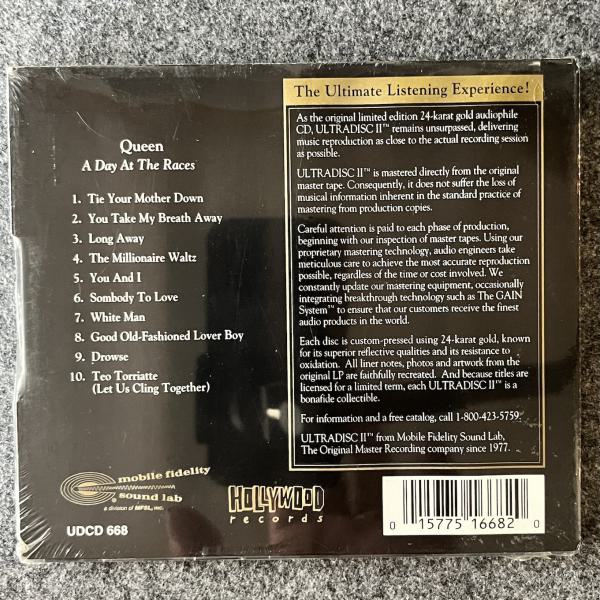 Queen
A Day At The Races
1. Tie Your Mother Down
2. You Take My Breath Away
3. Long Away
4. The Millionaire Waltz
5. You And I
6. Sombody To Love
7. White Man
8. Good Old-Fashioned Lover Boy
9. Drowse
10. Teo Torriatte
(Let Us Cling Together)
The Ultimate Listening Experience!
As the original limited edition 24-karat gold audiophile
CD, ULTRADISC II™ remains unsurpassed, delivering
music reproduction as close to the actual recording session
as possible.
ULTRADISC II™ is mastered directly from the original
master tape. Consequently, it does not suffer the loss of
musical information inherent in the standard practice of
mastering from production copies.
Careful attention is paid to each phase of production,
beginning with our inspection of master tapes. Using our
proprietary mastering technology, audio engineers take
meticulous care to achieve the most accurate reproduction
possible, regardless of the time or cost involved. We
constantly update our mastering equipment, occasionally
integrating breakthrough technology such as The GAIN
System™ to ensure that our customers receive the finest
audio products in the world.
Each disc is custom-pressed using 24-karat gold, known
for its superior reflective qualities and its resistance to
oxidation. All liner notes, photos and artwork from the
original LP are faithfully recreated. And because titles are
licensed for a limited term, each ULTRADISC II™ is a
bonafide collectible.
For information and a free catalog, call 1-800-423-5759.
ULTRADISC II™ from Mobile Fidelity Sound Lab,
The Original Master Recording company since 1977.
mobile fidelity
sound lab
a division of MFSL, INC.
UDCD 668
HOLLYWOOD
records
0 15775 16682 0